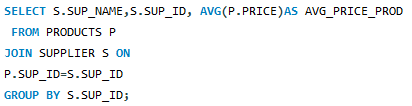 SELECT S.SUP_NAME,S.SUP_ID, AVG(P.PRICE)AS AVG_PRICE_PROD
FROM PRODUCTS P
JOIN SUPPLIER S ON
P.SUP_ID=S.SUP_ID
GROUP BY S.SUP_ID;